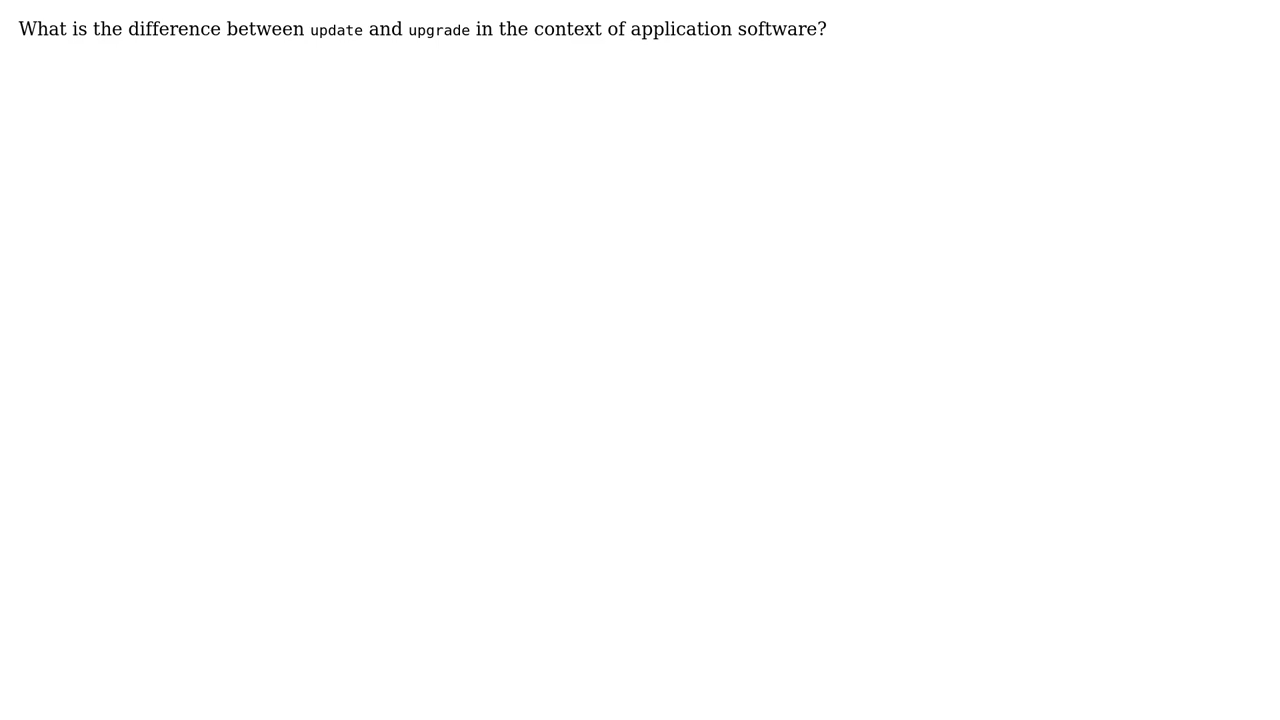 What is the difference between update and upgrade in the context of application software?